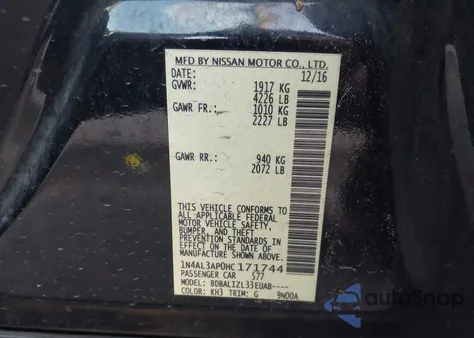 MFD BY NISSAN MOTOR CO., LTD.
DATE: 12/16
GVWR: 1917 KG
4226 LB
GAWR FR: 1010 KG
2227 LB
GAWR RR: 940 KG
2072 LB
THIS VEHICLE CONFORMS TO
ALL APPLICABLE FEDERAL
MOTOR VEHICLE SAFETY,
BUMPER, AND THEFT
PREVENTION STANDARDS
IN EFFECT ON THE DATE OF
MANUFACTURE SHOWN ABOVE.
1N4AL3AP0HC171744
PASSENGER CAR S77
MODEL: BDBALIZL33EUAB----
COLOR: KH3 TRIM: G 9N00A
autoSnap